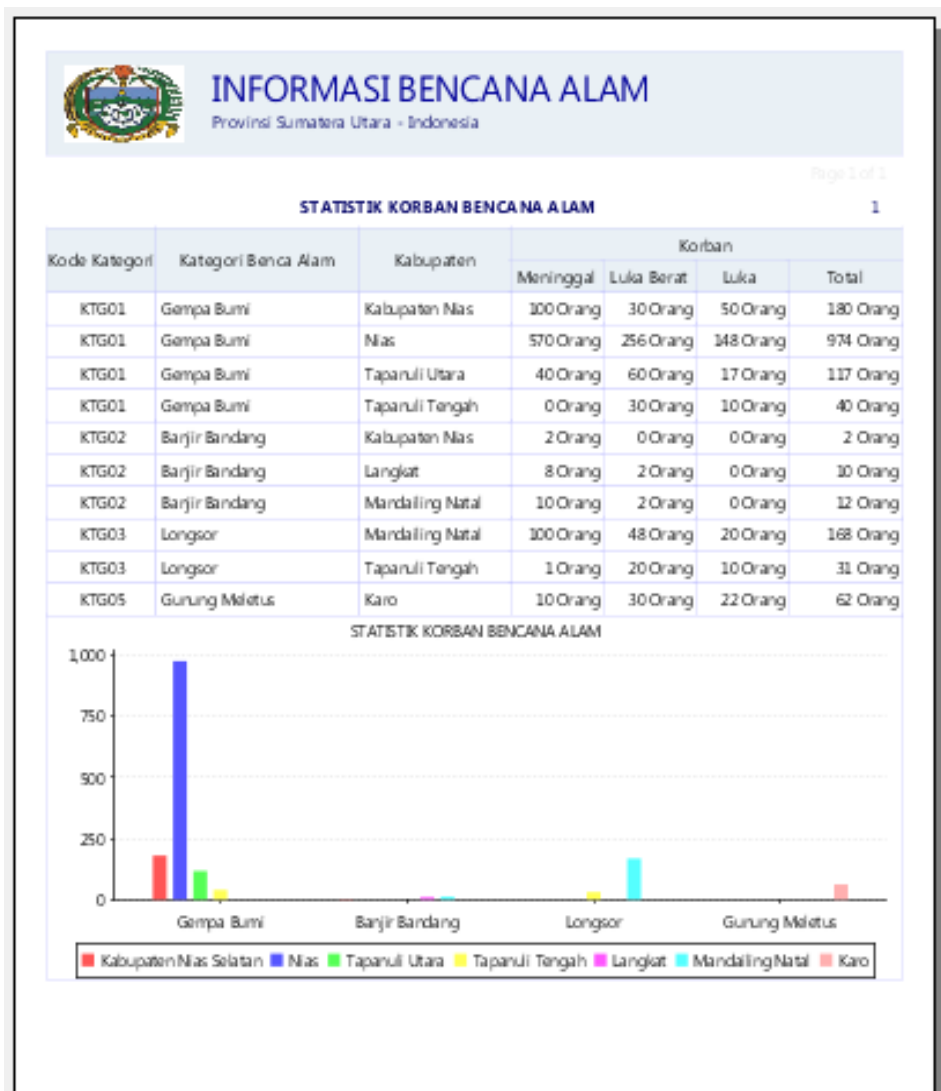 INFORMASI BENCANA ALAM
Provinsi Sumatera Utara - Indonesia
Page 1 of 1
STATISTIK KORBAN BENCANA ALAM 1
Kode Kategori Kategori Benca Alam Kabupaten Korban
Meninggal Luka Berat Luka Total
KTG01 Gempa Bumi Kabupaten Nias 100 Orang 30 Orang 50 Orang 180 Orang
KTG01 Gempa Bumi Nias 570 Orang 256 Orang 148 Orang 974 Orang
KTG01 Gempa Bumi Tapanuli Utara 40 Orang 60 Orang 17 Orang 117 Orang
KTG01 Gempa Bumi Tapanuli Tengah 0 Orang 30 Orang 10 Orang 40 Orang
KTG02 Banjir Bandang Kabupaten Nias 2 Orang 0 Orang 0 Orang 2 Orang
KTG02 Banjir Bandang Langkat 8 Orang 2 Orang 0 Orang 10 Orang
KTG02 Banjir Bandang Mandailing Natal 10 Orang 2 Orang 0 Orang 12 Orang
KTG03 Longsor Mandailing Natal 100 Orang 48 Orang 20 Orang 168 Orang
KTG03 Longsor Tapanuli Tengah 1 Orang 20 Orang 10 Orang 31 Orang
KTG05 Gunung Meletus Karo 10 Orang 30 Orang 22 Orang 62 Orang
STATISTIK KORBAN BENCANA ALAM
1,000
750
500
250
0
Gempa Bumi Banjir Bandang Longsor Gunung Meletus
Kabupaten Nias Selatan Nias Tapanuli Utara Tapanuli Tengah Langkat Mandailing Natal Karo